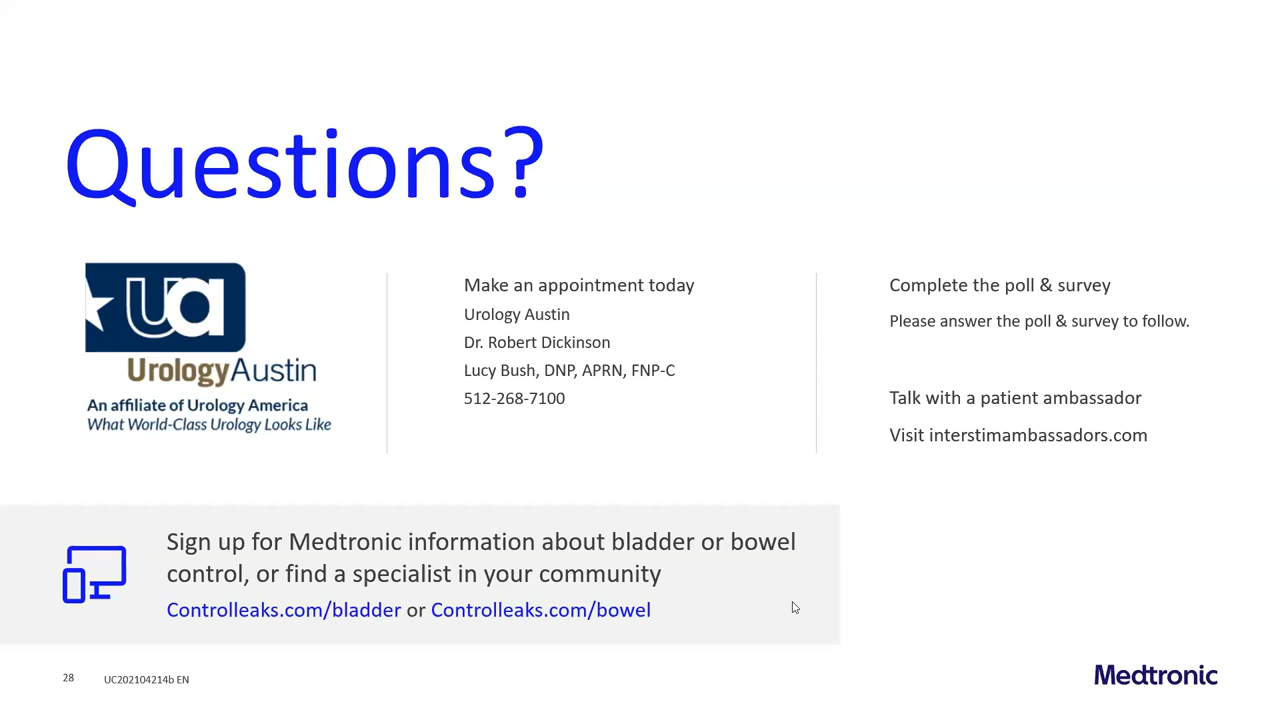 Questions?
ua
UrologyAustin
An affiliate of Urology America
What World-Class Urology Looks Like
Make an appointment today
Urology Austin
Dr. Robert Dickinson
Lucy Bush, DNP, APRN, FNP-C
512-268-7100
Complete the poll & survey
Please answer the poll & survey to follow.
Talk with a patient ambassador
Visit interstimambassadors.com
Sign up for Medtronic information about bladder or bowel
control, or find a specialist in your community
Controlleaks.com/bladder or Controlleaks.com/bowel
28
UC202104214b EN
Medtronic